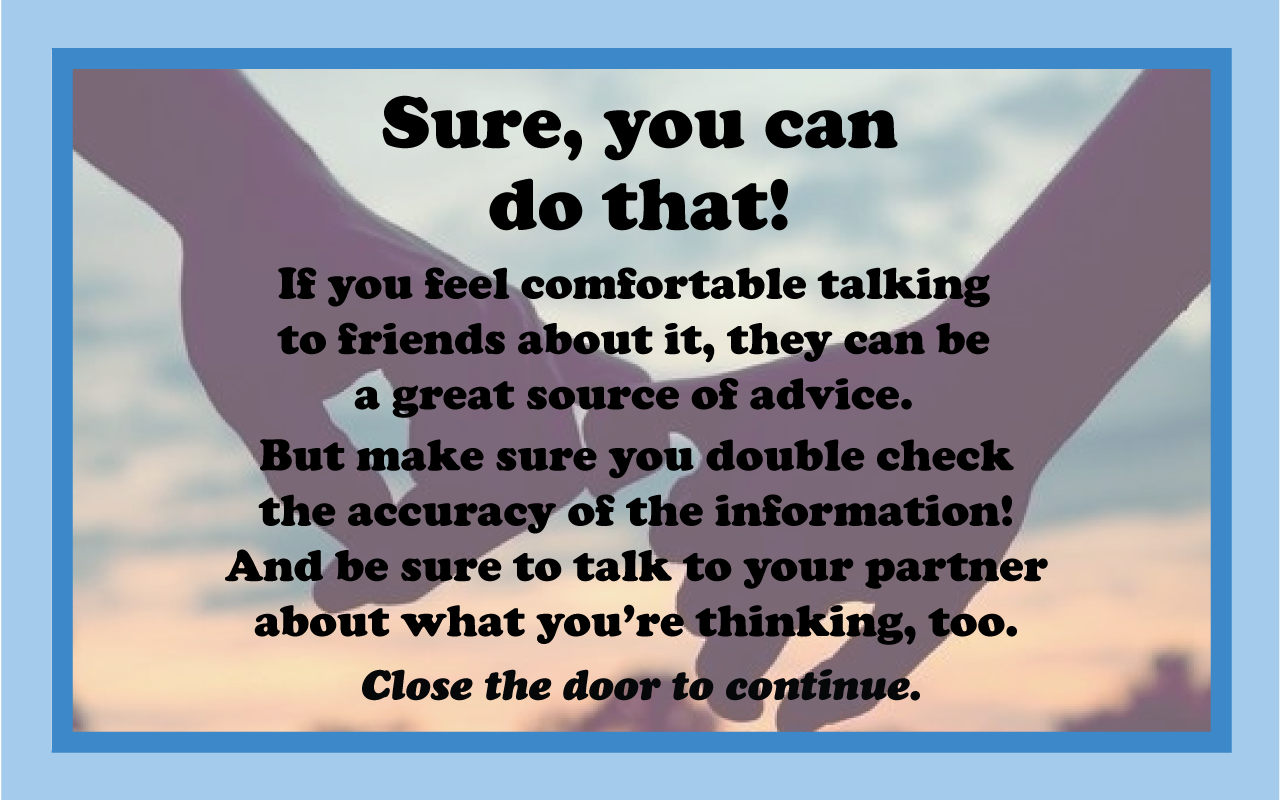 Sure, you can
do that!
If you feel comfortable talking
to friends about it, they can be
a great source of advice.
But make sure you double check
the accuracy of the information!
And be sure to talk to your partner
about what you’re thinking, too.
Close the door to continue.